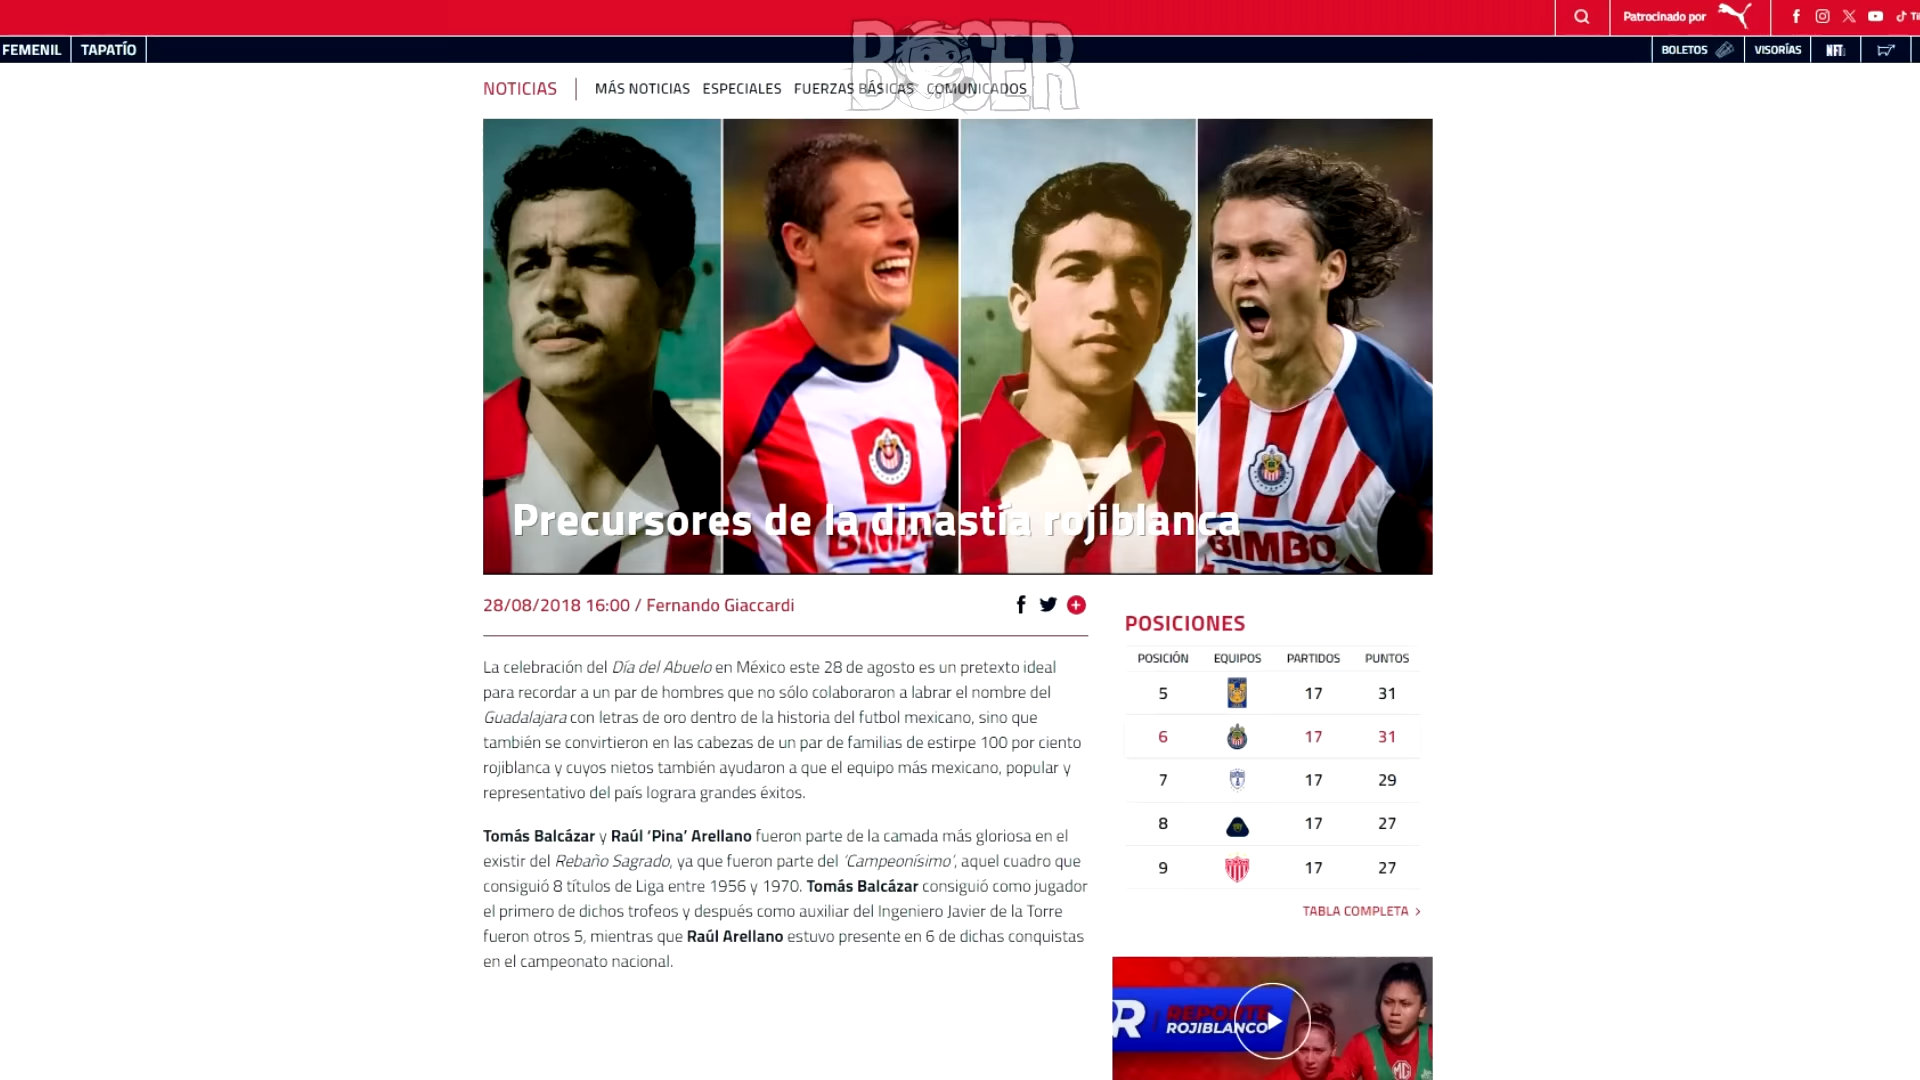 Patrocinado por
FEMENIL
TAPATÍO
BOLETOS
VISORÍAS
NFT
BOSER
NOTICIAS
MÁS NOTICIAS
ESPECIALES
FUERZAS BÁSICAS
COMUNICADOS
Precursores de la dinastía rojiblanca
BIMBO
BIMBO
28/08/2018 16:00 / Fernando Giaccardi
La celebración del Día del Abuelo en México este 28 de agosto es un pretexto ideal
para recordar a un par de hombres que no sólo colaboraron a labrar el nombre del
Guadalajara con letras de oro dentro de la historia del futbol mexicano, sino que
también se convirtieron en las cabezas de un par de familias de estirpe 100 por ciento
rojiblanca y cuyos nietos también ayudaron a que el equipo más mexicano, popular y
representativo del país lograra grandes éxitos.
Tomás Balcázar y Raúl ‘Pina’ Arellano fueron parte de la camada más gloriosa en el
existir del Rebaño Sagrado, ya que fueron parte del ‘Campeonísimo’, aquel cuadro que
consiguió 8 títulos de Liga entre 1956 y 1970. Tomás Balcázar consiguió como jugador
el primero de dichos trofeos y después como auxiliar del Ingeniero Javier de la Torre
fueron otros 5, mientras que Raúl Arellano estuvo presente en 6 de dichas conquistas
en el campeonato nacional.
POSICIONES
POSICIÓN EQUIPOS PARTIDOS PUNTOS
5 17 31
6 17 31
7 17 29
8 17 27
9 17 27
TABLA COMPLETA >
R
REPORTE
ROJIBLANCO
MG